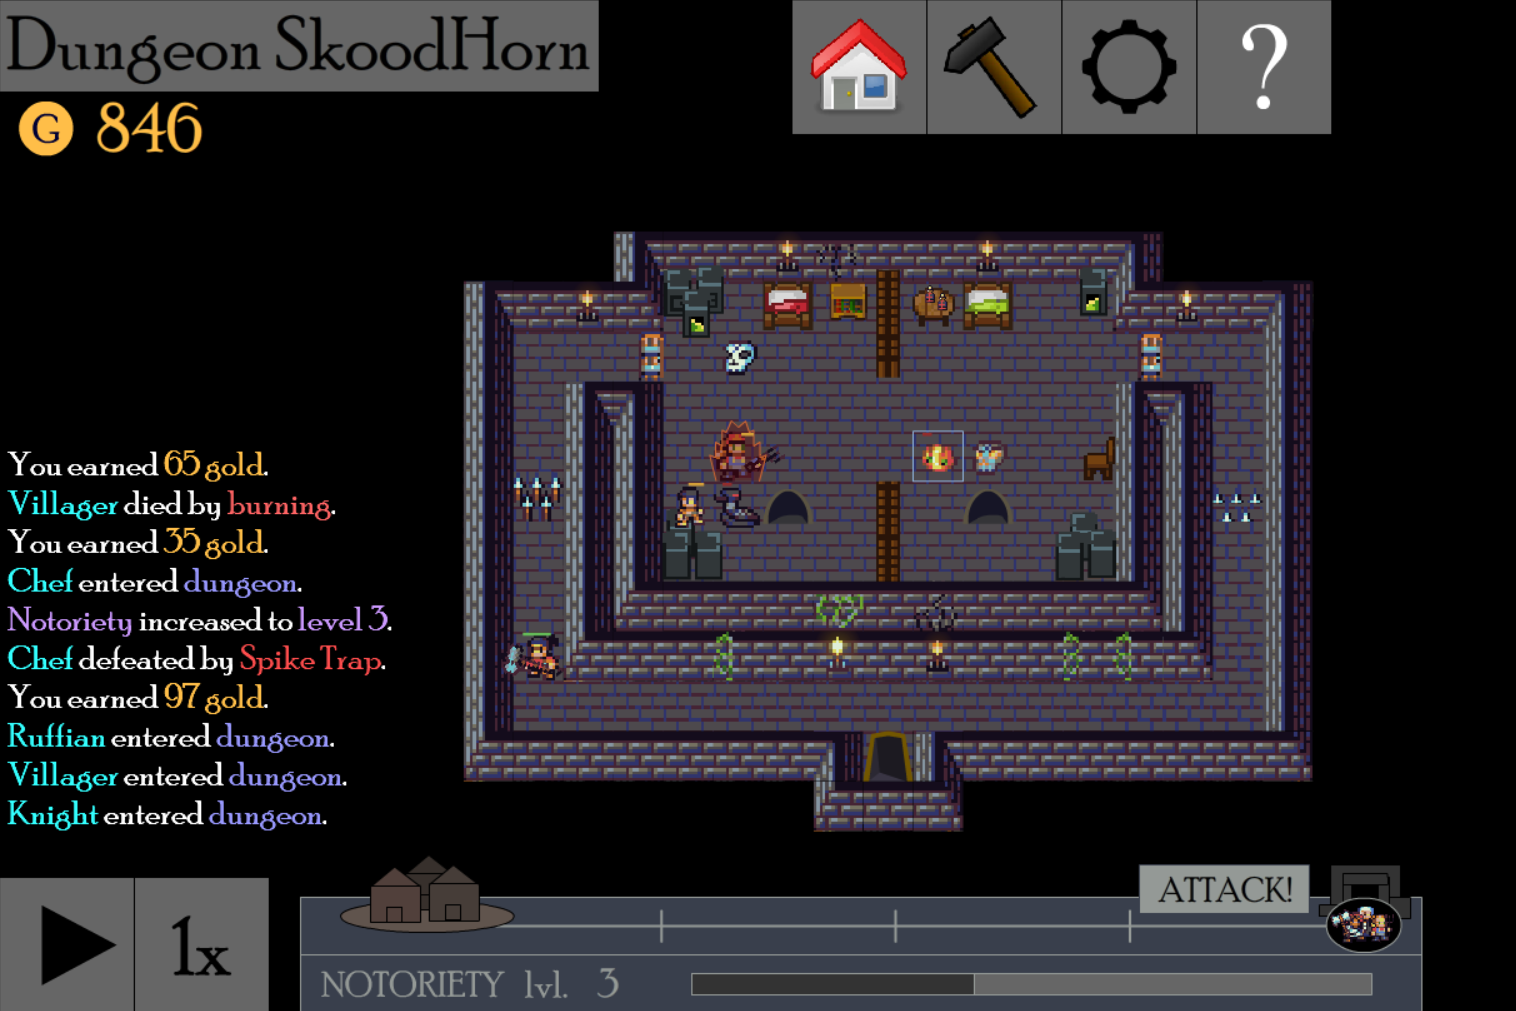 Dungeon SkoodHorn
?
G 846
You earned 65 gold.
Villager died by burning.
You earned 35 gold.
Chef entered dungeon.
Notoriety increased to level 3.
Chef defeated by Spike Trap.
You earned 97 gold.
Ruffian entered dungeon.
Villager entered dungeon.
Knight entered dungeon.
ATTACK!
1x
NOTORIETY lvl. 3